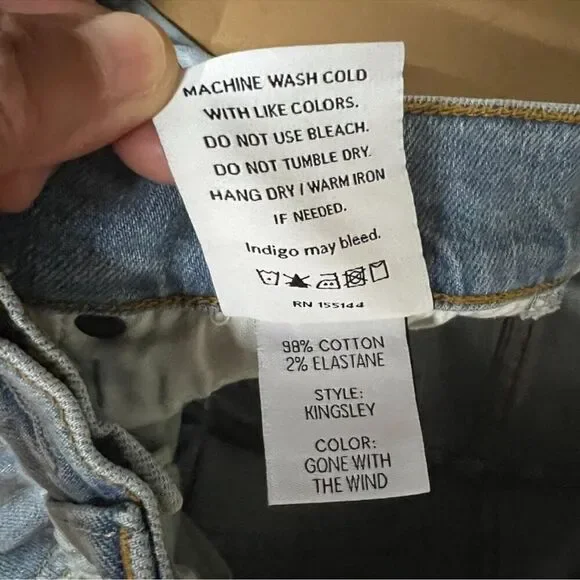 MACHINE WASH COLD
WITH LIKE COLORS.
DO NOT USE BLEACH.
DO NOT TUMBLE DRY.
HANG DRY / WARM IRON
IF NEEDED.
Indigo may bleed.
RN 155144
98% COTTON
2% ELASTANE
STYLE:
KINGSLEY
COLOR:
GONE WITH
THE WIND